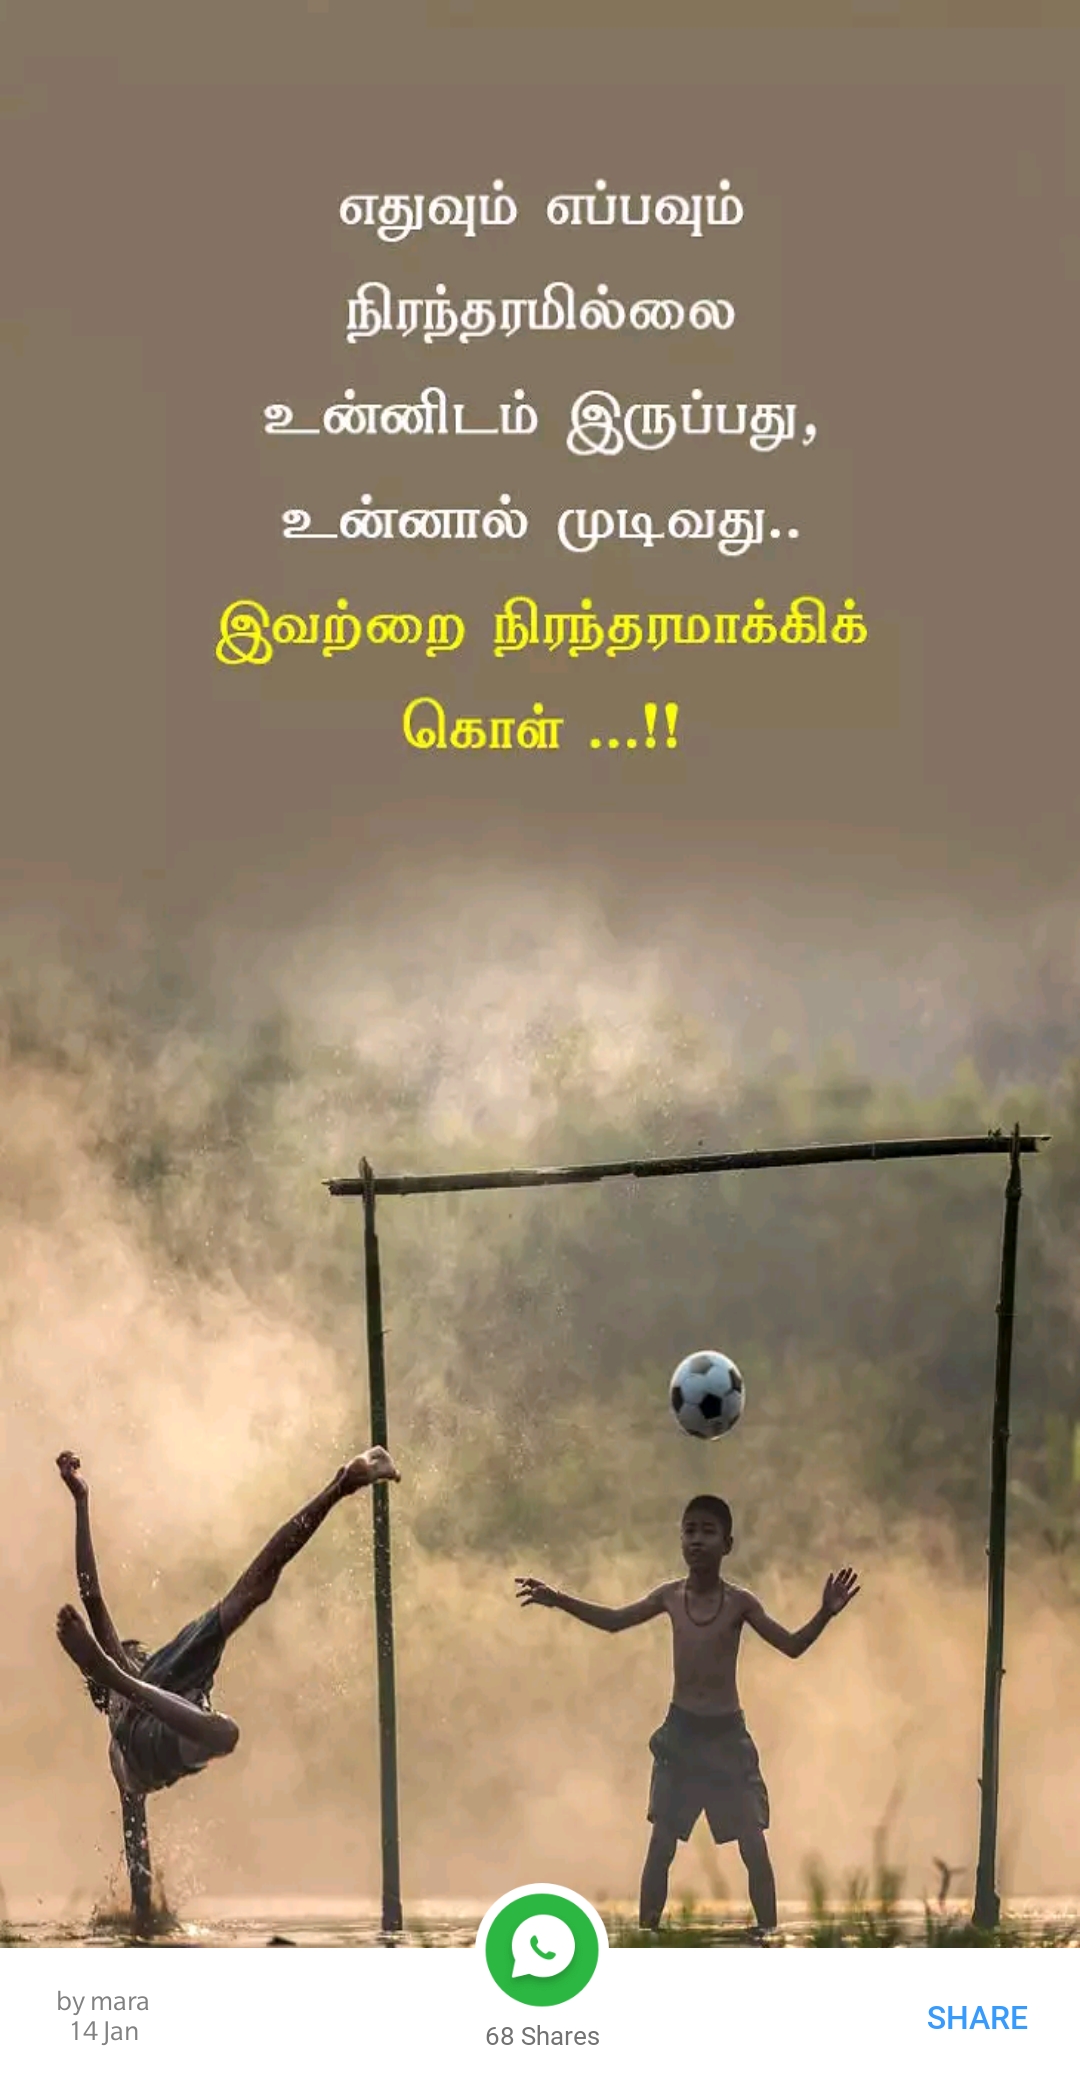 எதுவும் எப்பவும்
நிரந்தரமில்லை
உன்னிடம் இருப்பது,
உன்னால் முடிவது..
இவற்றை நிரந்தரமாக்கிக்
கொள் ...!!
by mara
14 Jan
68 Shares
SHARE